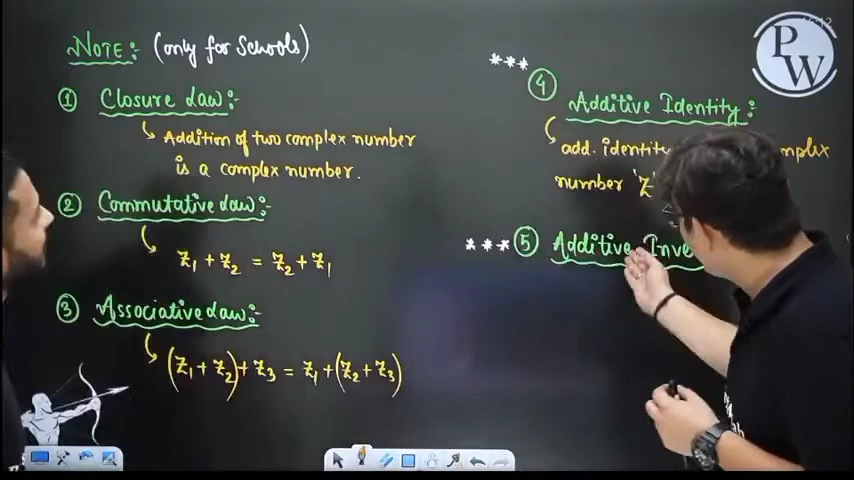 NOTE:- (only for Schools)
① Closure Law:-
Addition of two complex number
is a complex number.
② Commutative Law:-
z₁ + z₂ = z₂ + z₁
③ Associative Law:-
(z₁ + z₂) + z₃ = z₁ + (z₂ + z₃)
***
④ Additive Identity:-
add. identity
number 'z'
*** ⑤ Additive
P
W